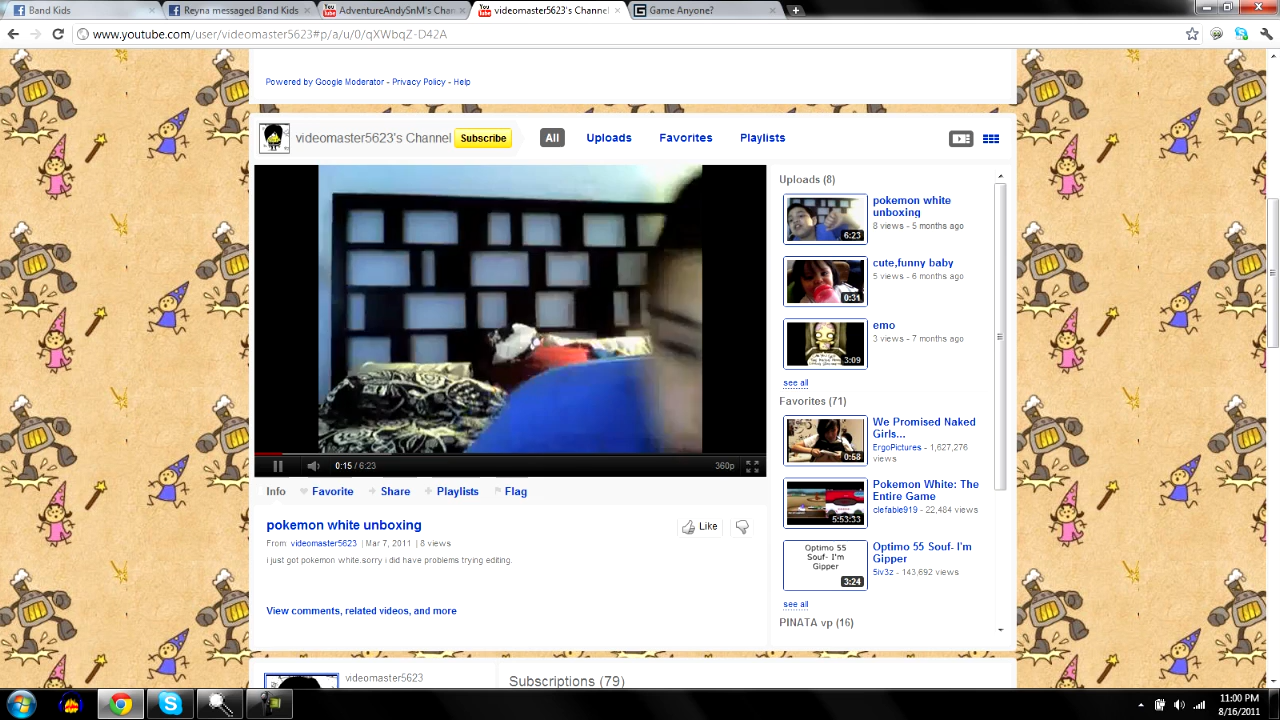 Band Kids
Reyna messaged Band Kids
AdventureAndySnM's Chan
videomaster5623's Channel
Game Anyone?
www.youtube.com/user/videomaster5623#p/a/u/0/qXWbqZ-D42A
Powered by Google Moderator - Privacy Policy - Help
videomaster5623's Channel Subscribe All Uploads Favorites Playlists
Uploads (8)
pokemon white
unboxing
8 views - 5 months ago
6:23
cute,funny baby
5 views - 6 months ago
0:31
emo
3 views - 7 months ago
3:09
see all
Favorites (71)
We Promised Naked
Girls...
ErgoPictures - 1,627,276
views
0:58
Pokemon White: The
Entire Game
clefable919 - 22,484 views
5:53:33
Optimo 55
Souf- I'm
Gipper
3:24
Optimo 55 Souf- I'm
Gipper
5iv3z - 143,692 views
see all
PINATA vp (16)
0:15 / 6:23 360p
Info Favorite Share Playlists Flag
pokemon white unboxing
Like
From: videomaster5623 | Mar 7, 2011 | 8 views
i just got pokemon white.sorry i did have problems trying editing.
View comments, related videos, and more
videomaster5623
Subscriptions (79)
11:00 PM
8/16/2011